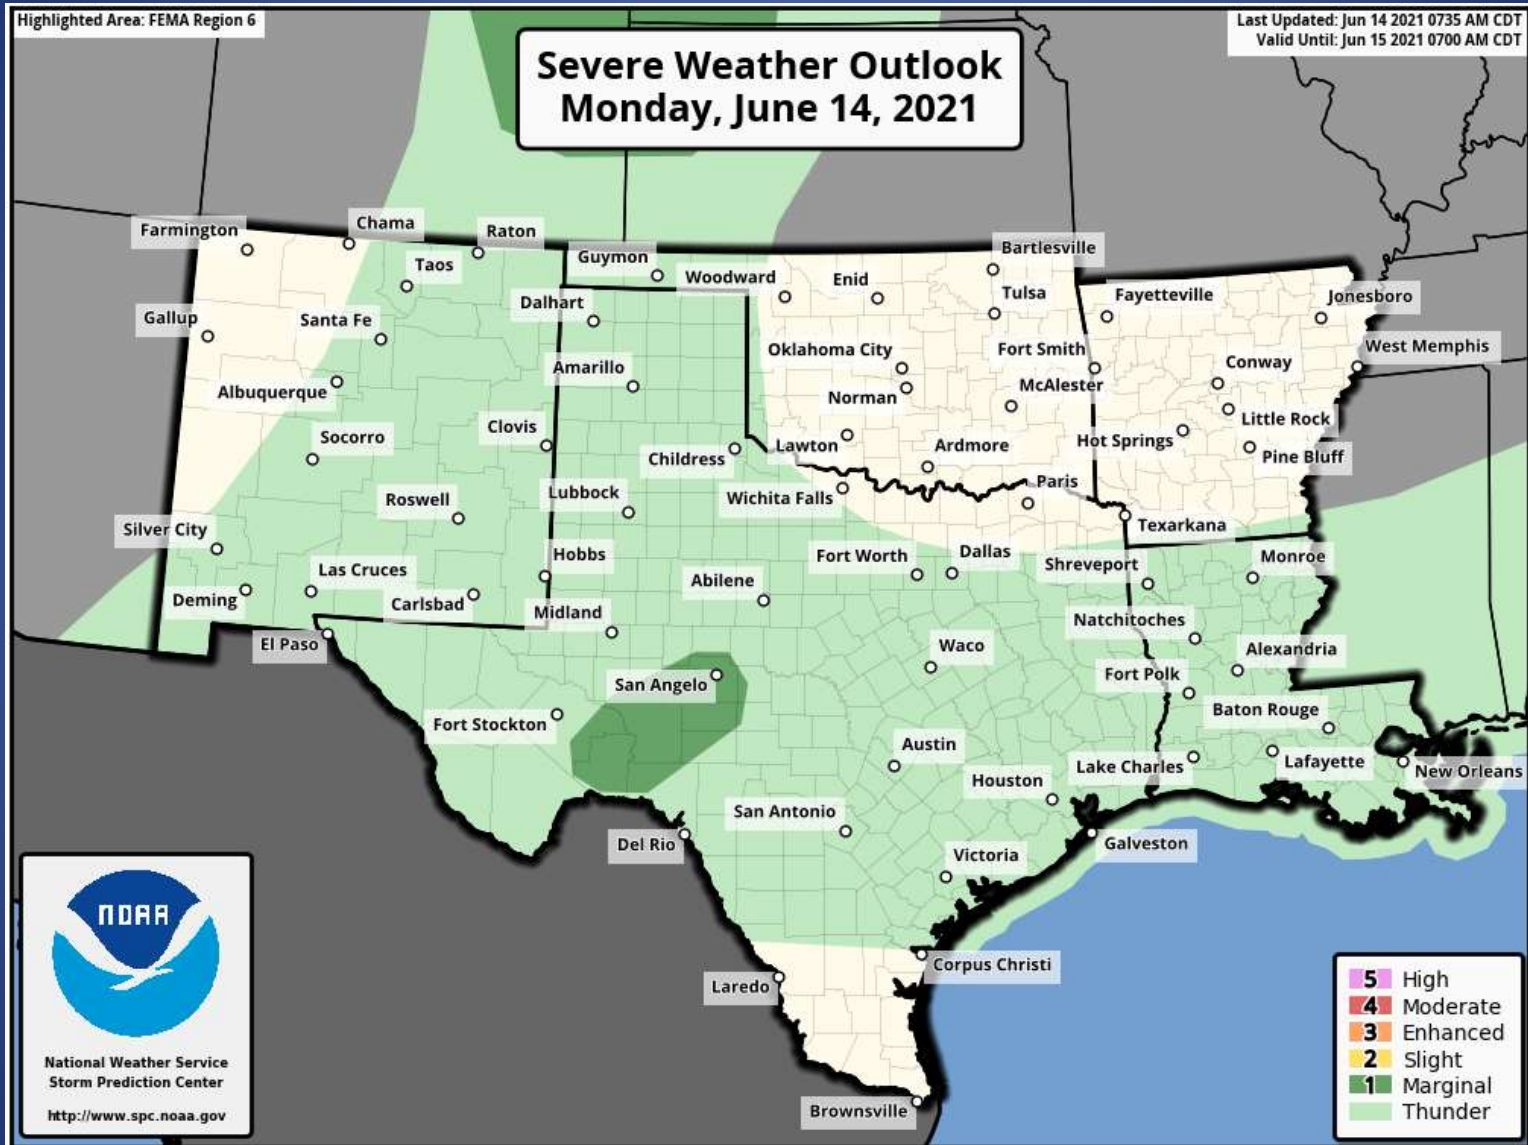 Highlighted Area: FEMA Region 6
Last Updated: Jun 14 2021 0735 AM CDT
Valid Until: Jun 15 2021 0700 AM CDT
Severe Weather Outlook
Monday, June 14, 2021
Farmington
Chama
Raton
Taos
Guymon
Woodward
Enid
Bartlesville
Tulsa
Fayetteville
Jonesboro
Gallup
Santa Fe
Dalhart
Oklahoma City
Fort Smith
West Memphis
Albuquerque
Amarillo
Norman
McAlester
Conway
Little Rock
Socorro
Clovis
Childress
Lawton
Ardmore
Hot Springs
Pine Bluff
Roswell
Lubbock
Wichita Falls
Paris
Texarkana
Silver City
Las Cruces
Hobbs
Abilene
Fort Worth
Dallas
Shreveport
Monroe
Deming
Carlsbad
Midland
Natchitoches
El Paso
Waco
Alexandria
San Angelo
Fort Polk
Fort Stockton
Baton Rouge
Austin
Houston
Lake Charles
Lafayette
New Orleans
San Antonio
Del Rio
Victoria
Galveston
Laredo
Corpus Christi
Brownsville
NOAA
National Weather Service
Storm Prediction Center
http://www.spc.noaa.gov
5 High
4 Moderate
3 Enhanced
2 Slight
1 Marginal
Thunder